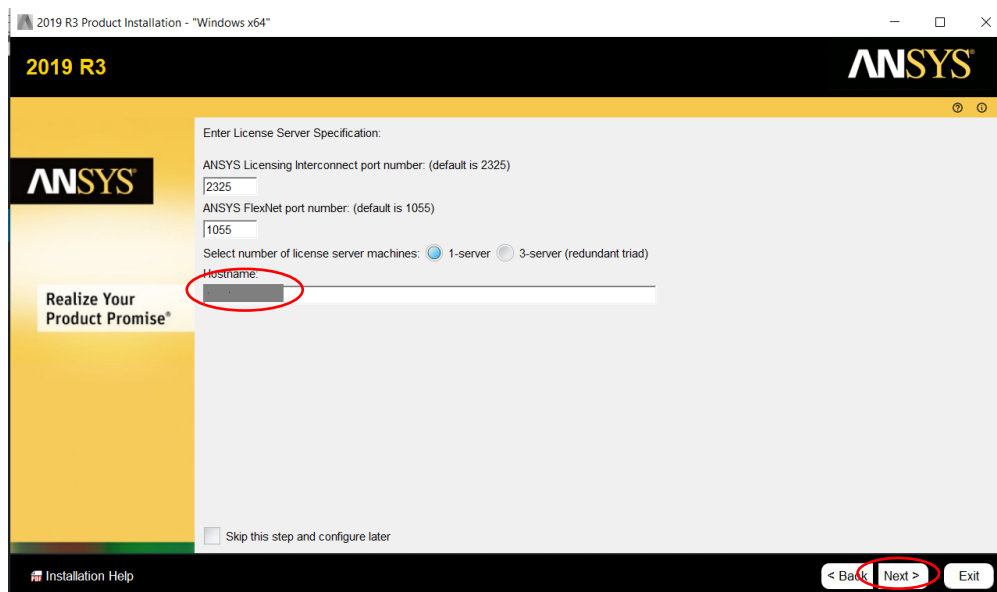 2019 R3 Product Installation - "Windows x64"
2019 R3
ANSYS®
Enter License Server Specification:
ANSYS Licensing Interconnect port number: (default is 2325)
2325
ANSYS®
ANSYS FlexNet port number: (default is 1055)
1055
Select number of license server machines: 1-server 3-server (redundant triad)
Hostname:
Realize Your
Product Promise®
Skip this step and configure later
Installation Help
< Back Next > Exit